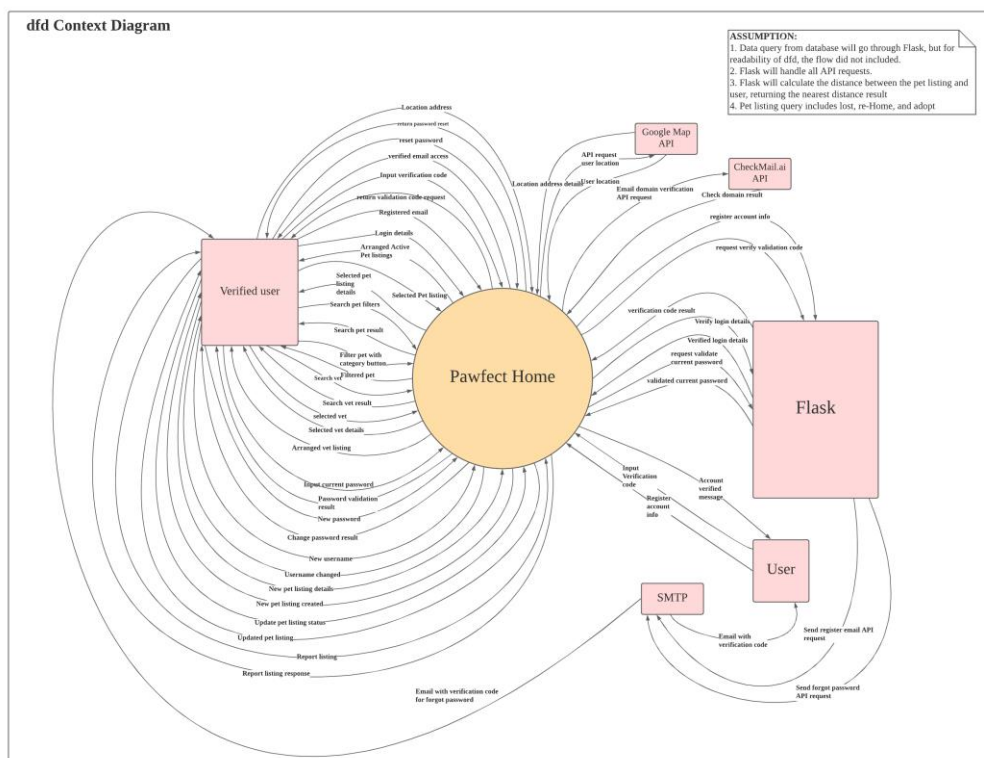 dfd Context Diagram
ASSUMPTION:
1. Data query from database will go through Flask, but for
readability of dfd, the flow did not included.
2. Flask will handle all API requests.
3. Flask will calculate the distance between the pet listing and
user, returning the nearest distance result
4. Pet listing query includes lost, re-Home, and adopt
Location address
return password reset
reset password
verified email access
Input verification code
return validation code request
Registered email
Login details
Arranged Active
Pet listings
Selected pet
listing
details
Selected Pet listing
Search pet filters
Search pet result
Filter pet with
category button
Filtered pet
Search vet
Search vet result
selected vet
Selected vet details
Arranged vet listing
Input current password
Password validation
result
New password
Change password result
New username
Username changed
New pet listing details
New pet listing created
Update pet listing status
Updated pet listing
Report listing
Report listing response
Verified user
Pawfect Home
Google Map
API
API request
user location
User location
Location address details
CheckMail.ai
API
Email domain verification
API request
Check domain result
register account info
request verify validation code
verification code result
Verify login details
Verified login details
request validate
current password
validated current password
Flask
Input
Verification
code
Register
account
info
Account
verified
message
User
SMTP
Email with
verification code
Send register email API
request
Send forgot password
API request
Email with verification code
for forgot password